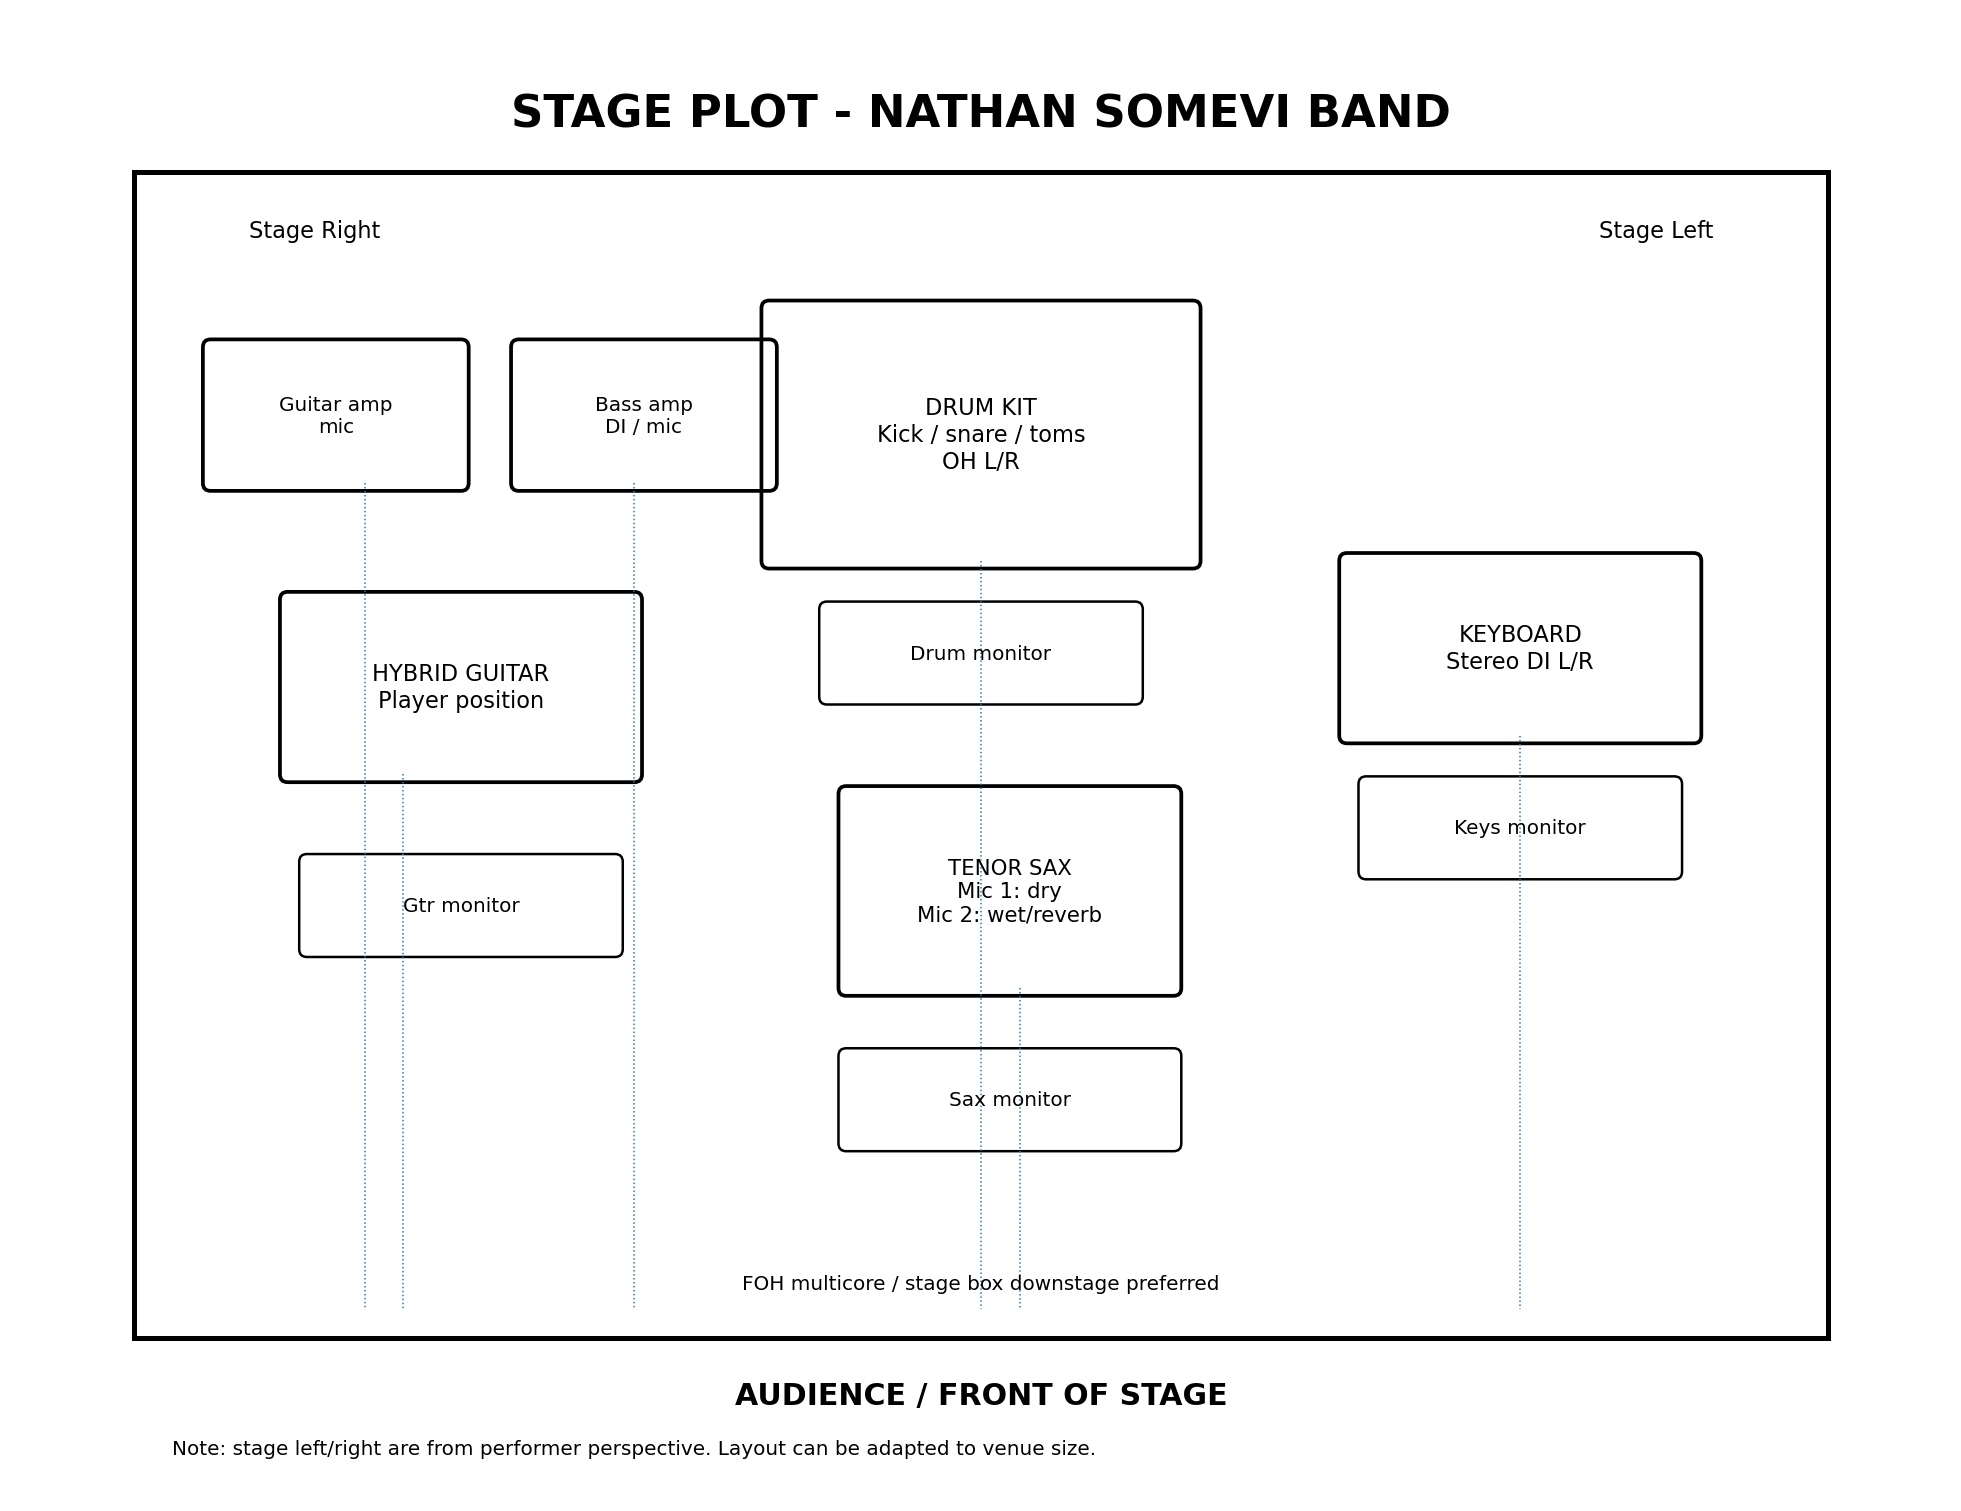 STAGE PLOT - NATHAN SOMEVI BAND
Stage Right
Stage Left
Guitar amp
mic
Bass amp
DI / mic
DRUM KIT
Kick / snare / toms
OH L/R
HYBRID GUITAR
Player position
Drum monitor
KEYBOARD
Stereo DI L/R
Gtr monitor
TENOR SAX
Mic 1: dry
Mic 2: wet/reverb
Keys monitor
Sax monitor
FOH multicore / stage box downstage preferred
AUDIENCE / FRONT OF STAGE
Note: stage left/right are from performer perspective. Layout can be adapted to venue size.